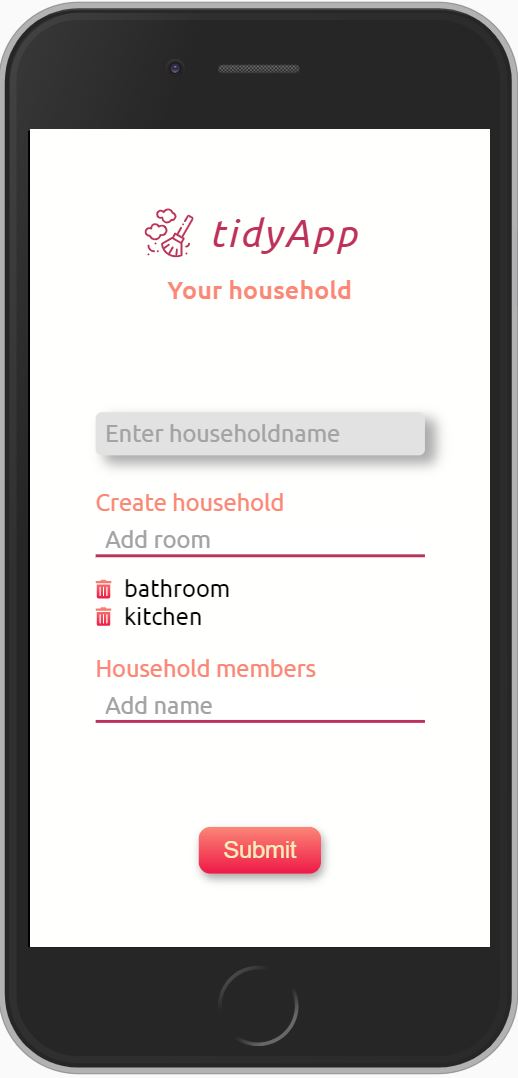 tidyApp
Your household
Enter householdname
Create household
Add room
bathroom
kitchen
Household members
Add name
Submit